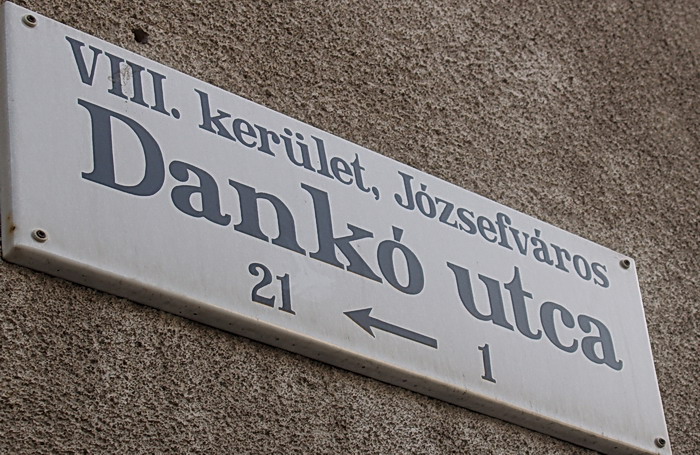 VIII. kerület, Józsefváros
Dankó utca
21 ← 1